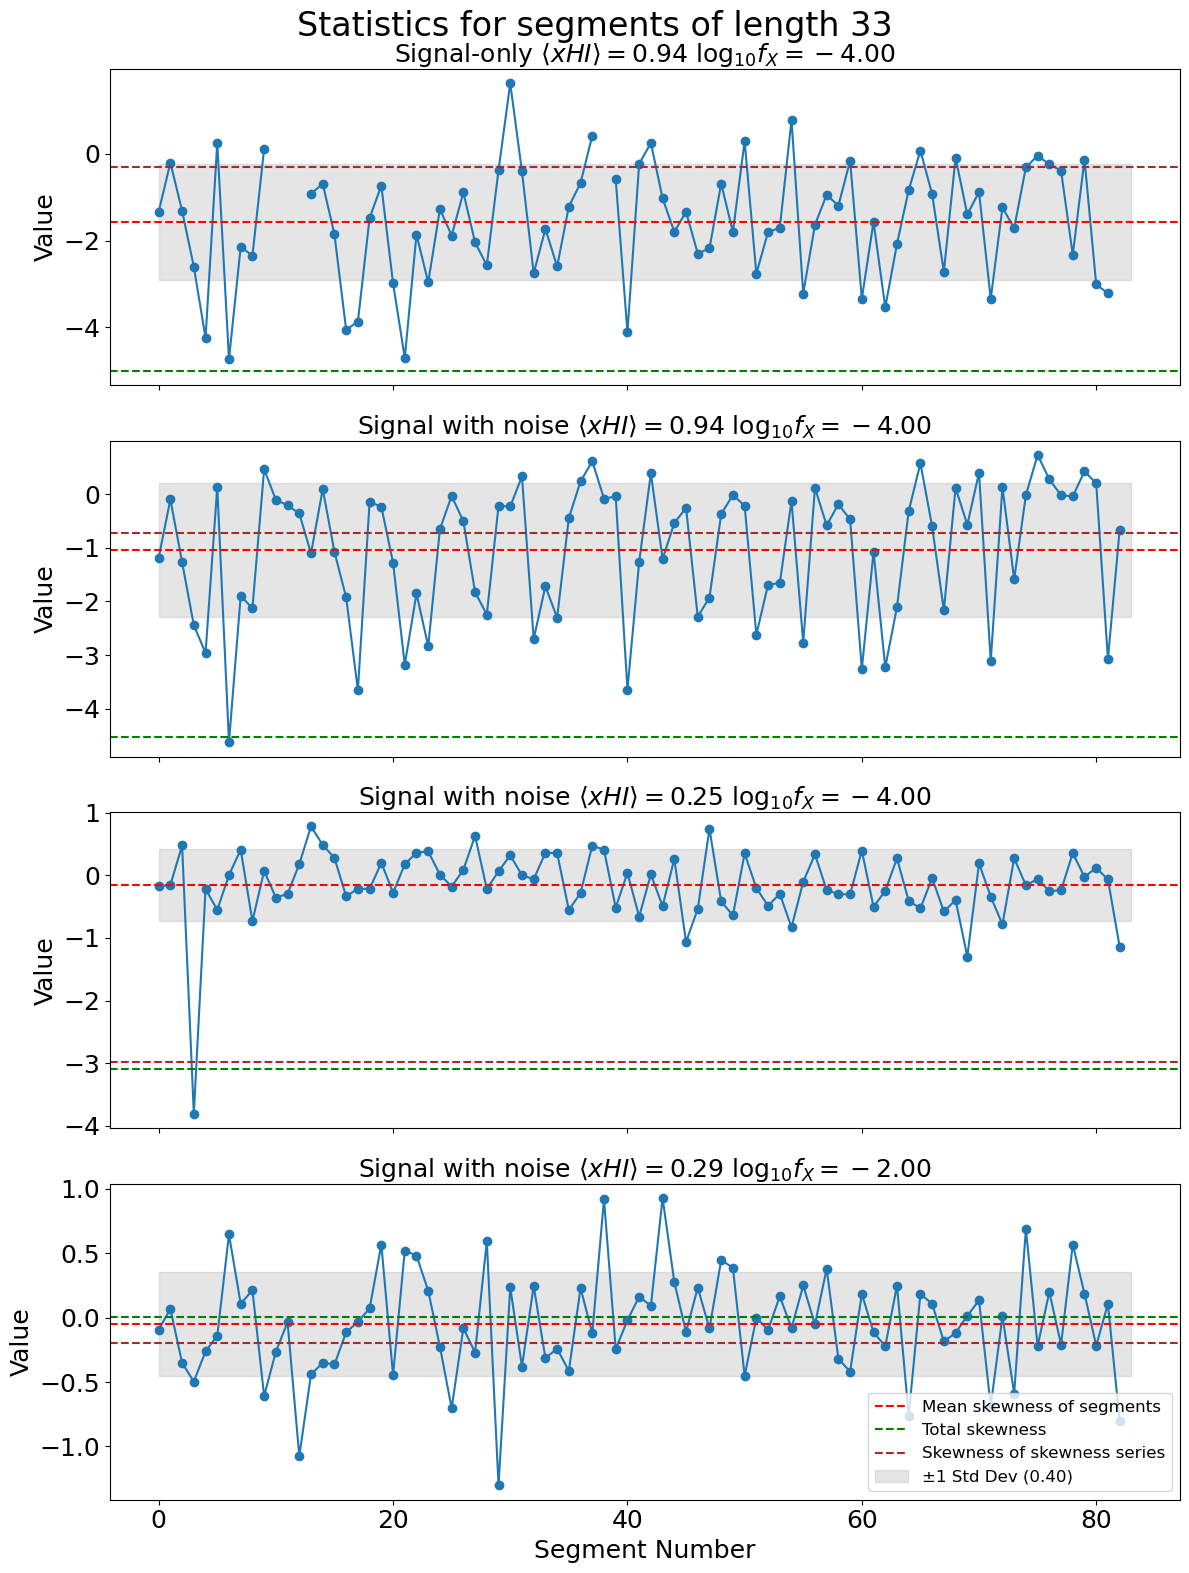 Statistics for segments of length 33
Signal-only ⟨xHI⟩ = 0.94 log₁₀f_X = −4.00
0
−2
−4
Value
Signal with noise ⟨xHI⟩ = 0.94 log₁₀f_X = −4.00
0
−1
−2
−3
−4
Value
Signal with noise ⟨xHI⟩ = 0.25 log₁₀f_X = −4.00
1
0
−1
−2
−3
−4
Value
Signal with noise ⟨xHI⟩ = 0.29 log₁₀f_X = −2.00
1.0
0.5
0.0
−0.5
−1.0
Value
Mean skewness of segments
Total skewness
Skewness of skewness series
±1 Std Dev (0.40)
0 20 40 60 80
Segment Number